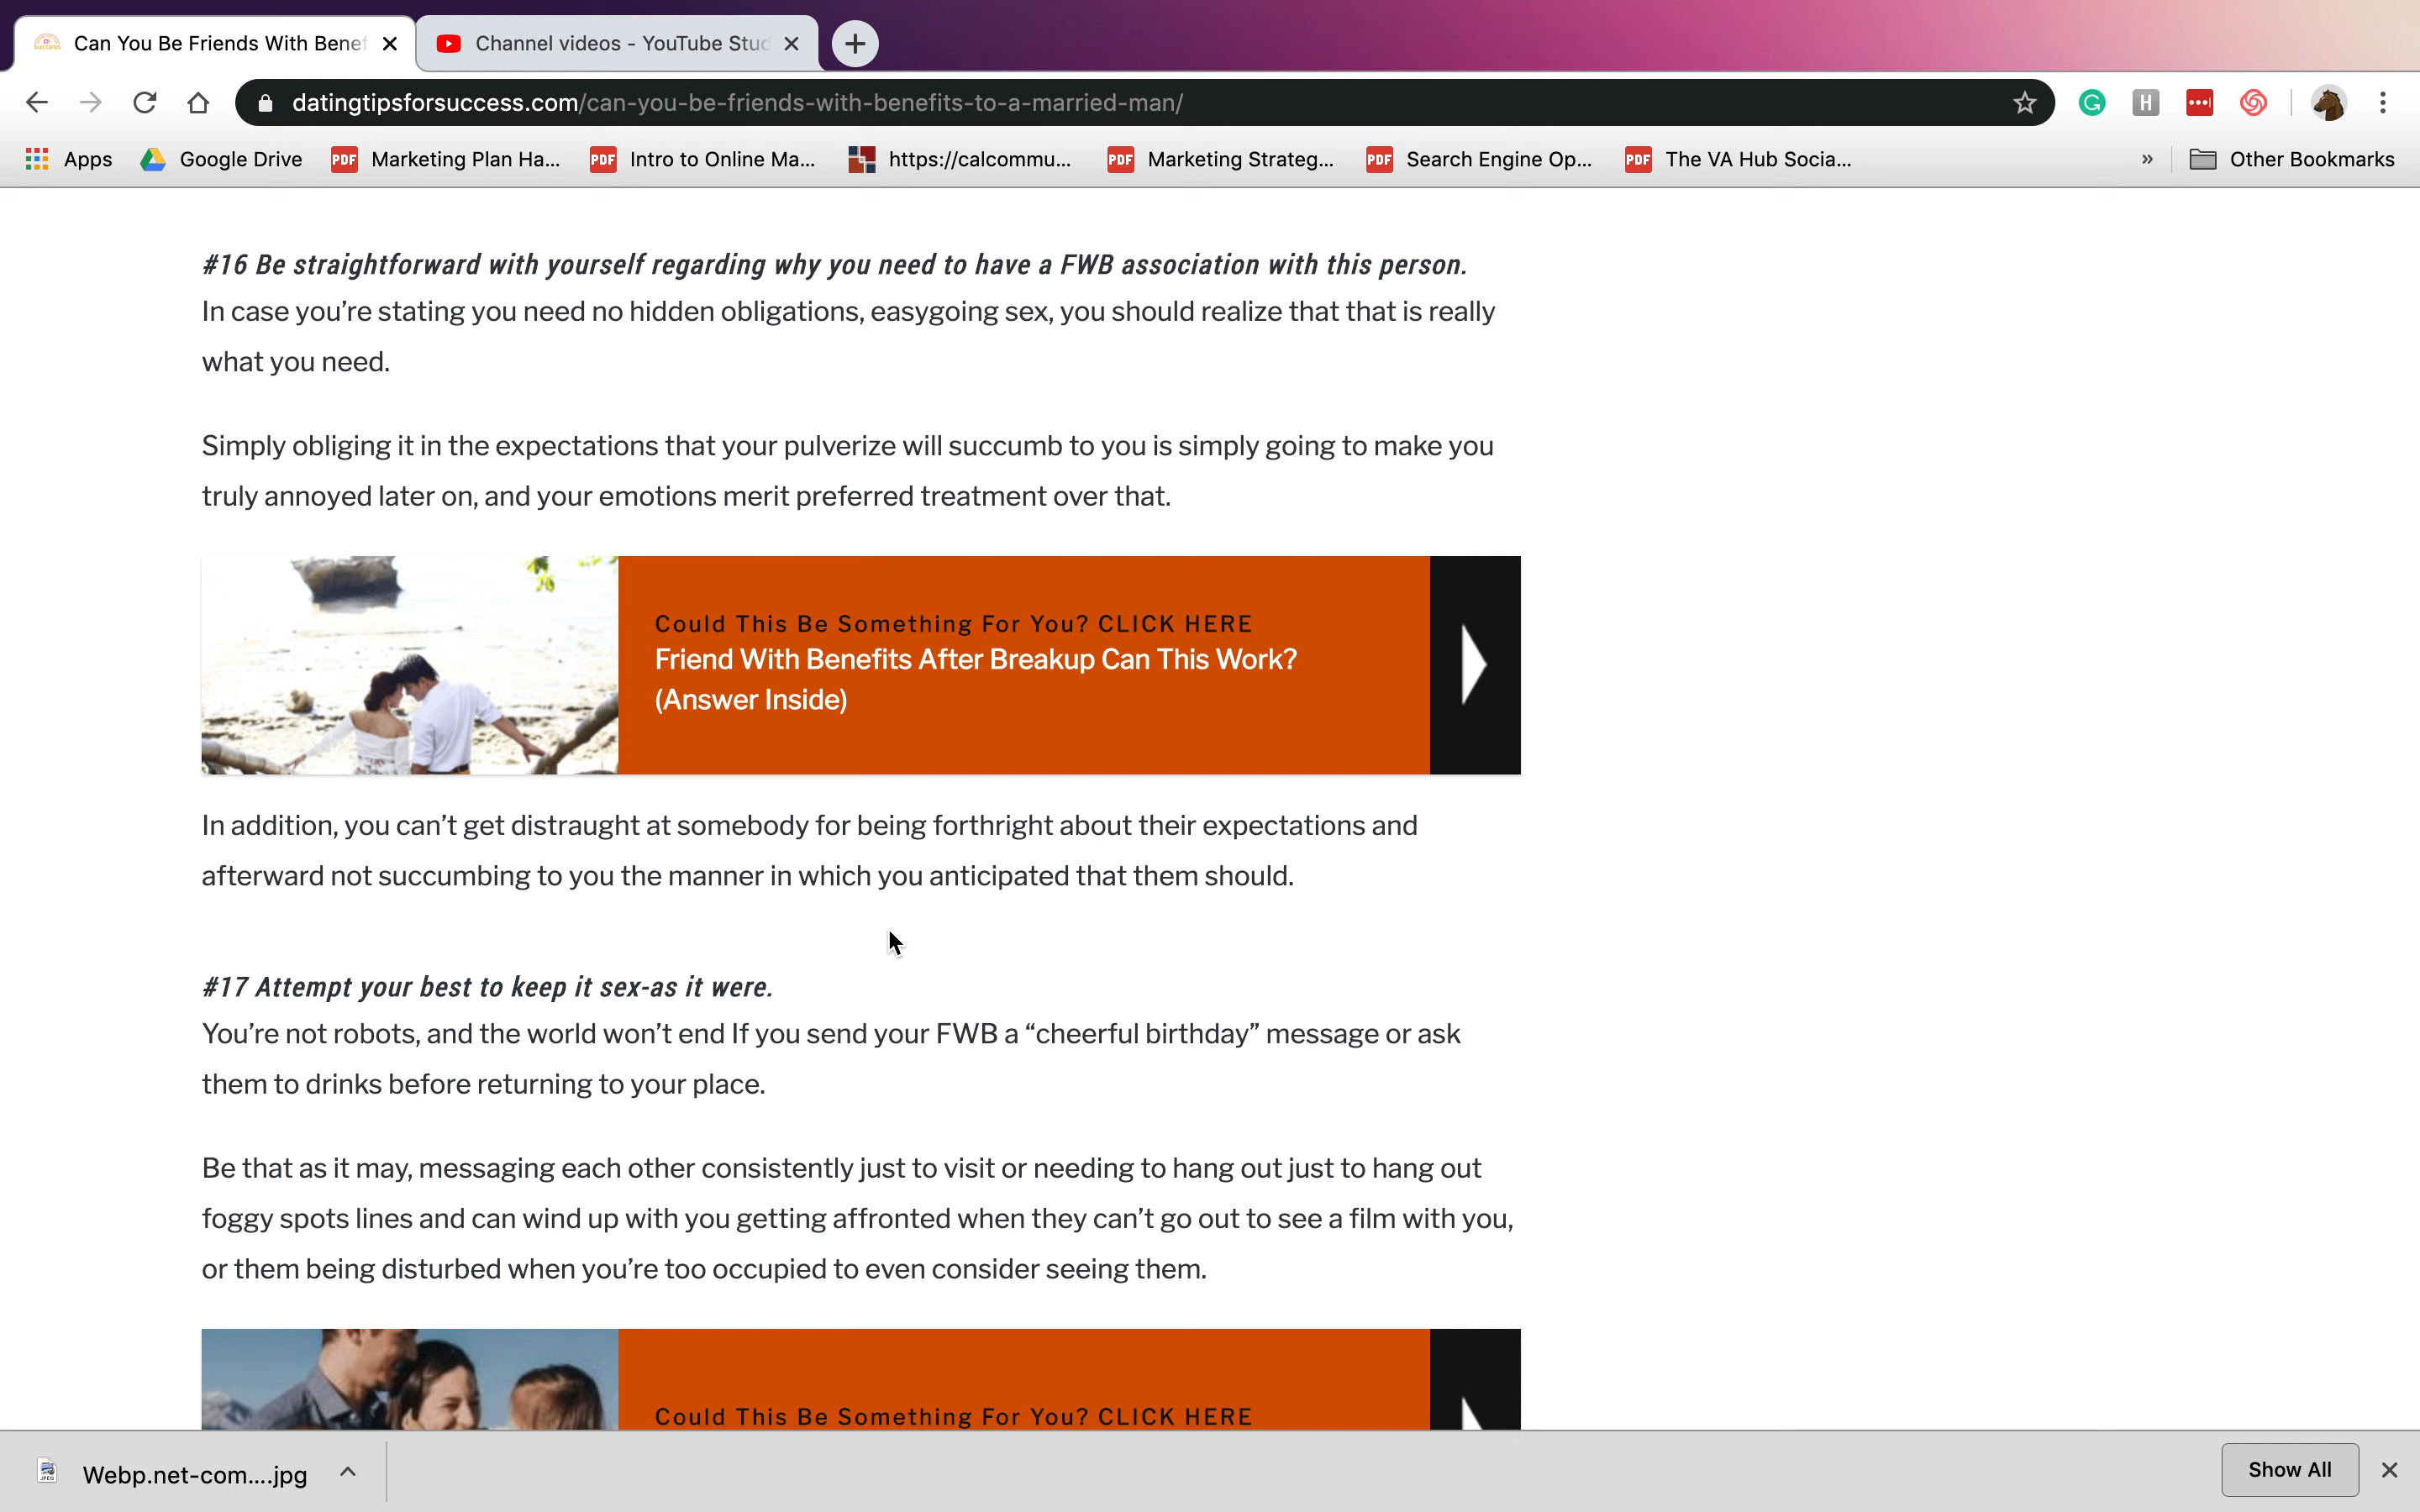 Can You Be Friends With Benef
Channel videos - YouTube Stud
datingtipsforsuccess.com/can-you-be-friends-with-benefits-to-a-married-man/
Apps
Google Drive
PDF Marketing Plan Ha...
PDF Intro to Online Ma...
https://calcommu...
PDF Marketing Strateg...
PDF Search Engine Op...
PDF The VA Hub Socia...
»
Other Bookmarks
#16 Be straightforward with yourself regarding why you need to have a FWB association with this person.
In case you’re stating you need no hidden obligations, easygoing sex, you should realize that that is really
what you need.
Simply obliging it in the expectations that your pulverize will succumb to you is simply going to make you
truly annoyed later on, and your emotions merit preferred treatment over that.
Could This Be Something For You? CLICK HERE
Friend With Benefits After Breakup Can This Work?
(Answer Inside)
In addition, you can’t get distraught at somebody for being forthright about their expectations and
afterward not succumbing to you the manner in which you anticipated that them should.
#17 Attempt your best to keep it sex-as it were.
You’re not robots, and the world won’t end If you send your FWB a “cheerful birthday” message or ask
them to drinks before returning to your place.
Be that as it may, messaging each other consistently just to visit or needing to hang out just to hang out
foggy spots lines and can wind up with you getting affronted when they can’t go out to see a film with you,
or them being disturbed when you’re too occupied to even consider seeing them.
Could This Be Something For You? CLICK HERE
Webp.net-com....jpg
Show All